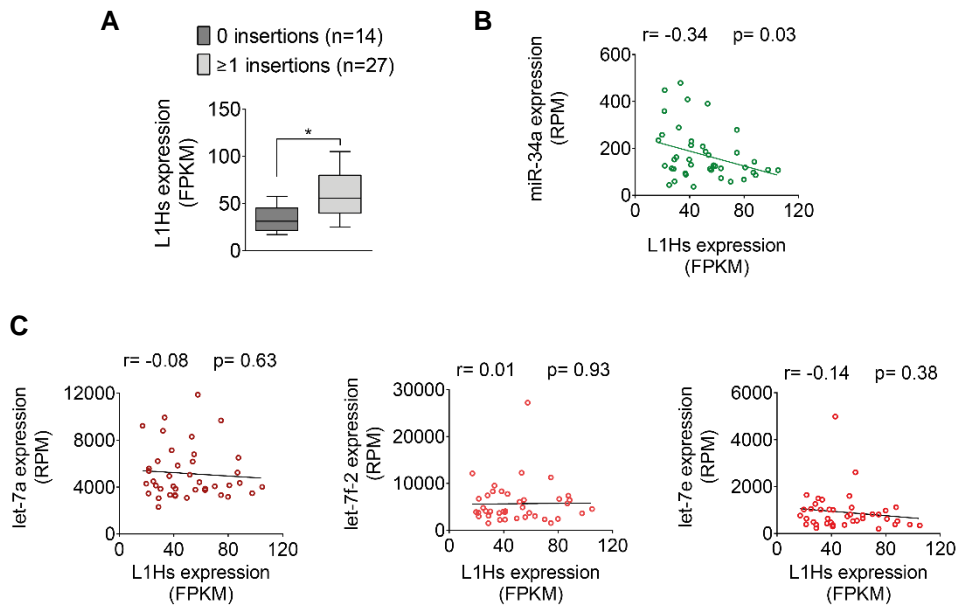 A
0 insertions (n=14)
≥1 insertions (n=27)
L1Hs expression
(FPKM)
150
100
50
0
*
B
r= -0.34 p= 0.03
miR-34a expression
(RPM)
600
400
200
0
0 40 80 120
L1Hs expression
(FPKM)
C
r= -0.08 p= 0.63
let-7a expression
(RPM)
12000
8000
4000
0
0 40 80 120
L1Hs expression
(FPKM)
r= 0.01 p= 0.93
let-7f-2 expression
(RPM)
30000
20000
10000
0
0 40 80 120
L1Hs expression
(FPKM)
r= -0.14 p= 0.38
let-7e expression
(RPM)
6000
4000
2000
0
0 40 80 120
L1Hs expression
(FPKM)